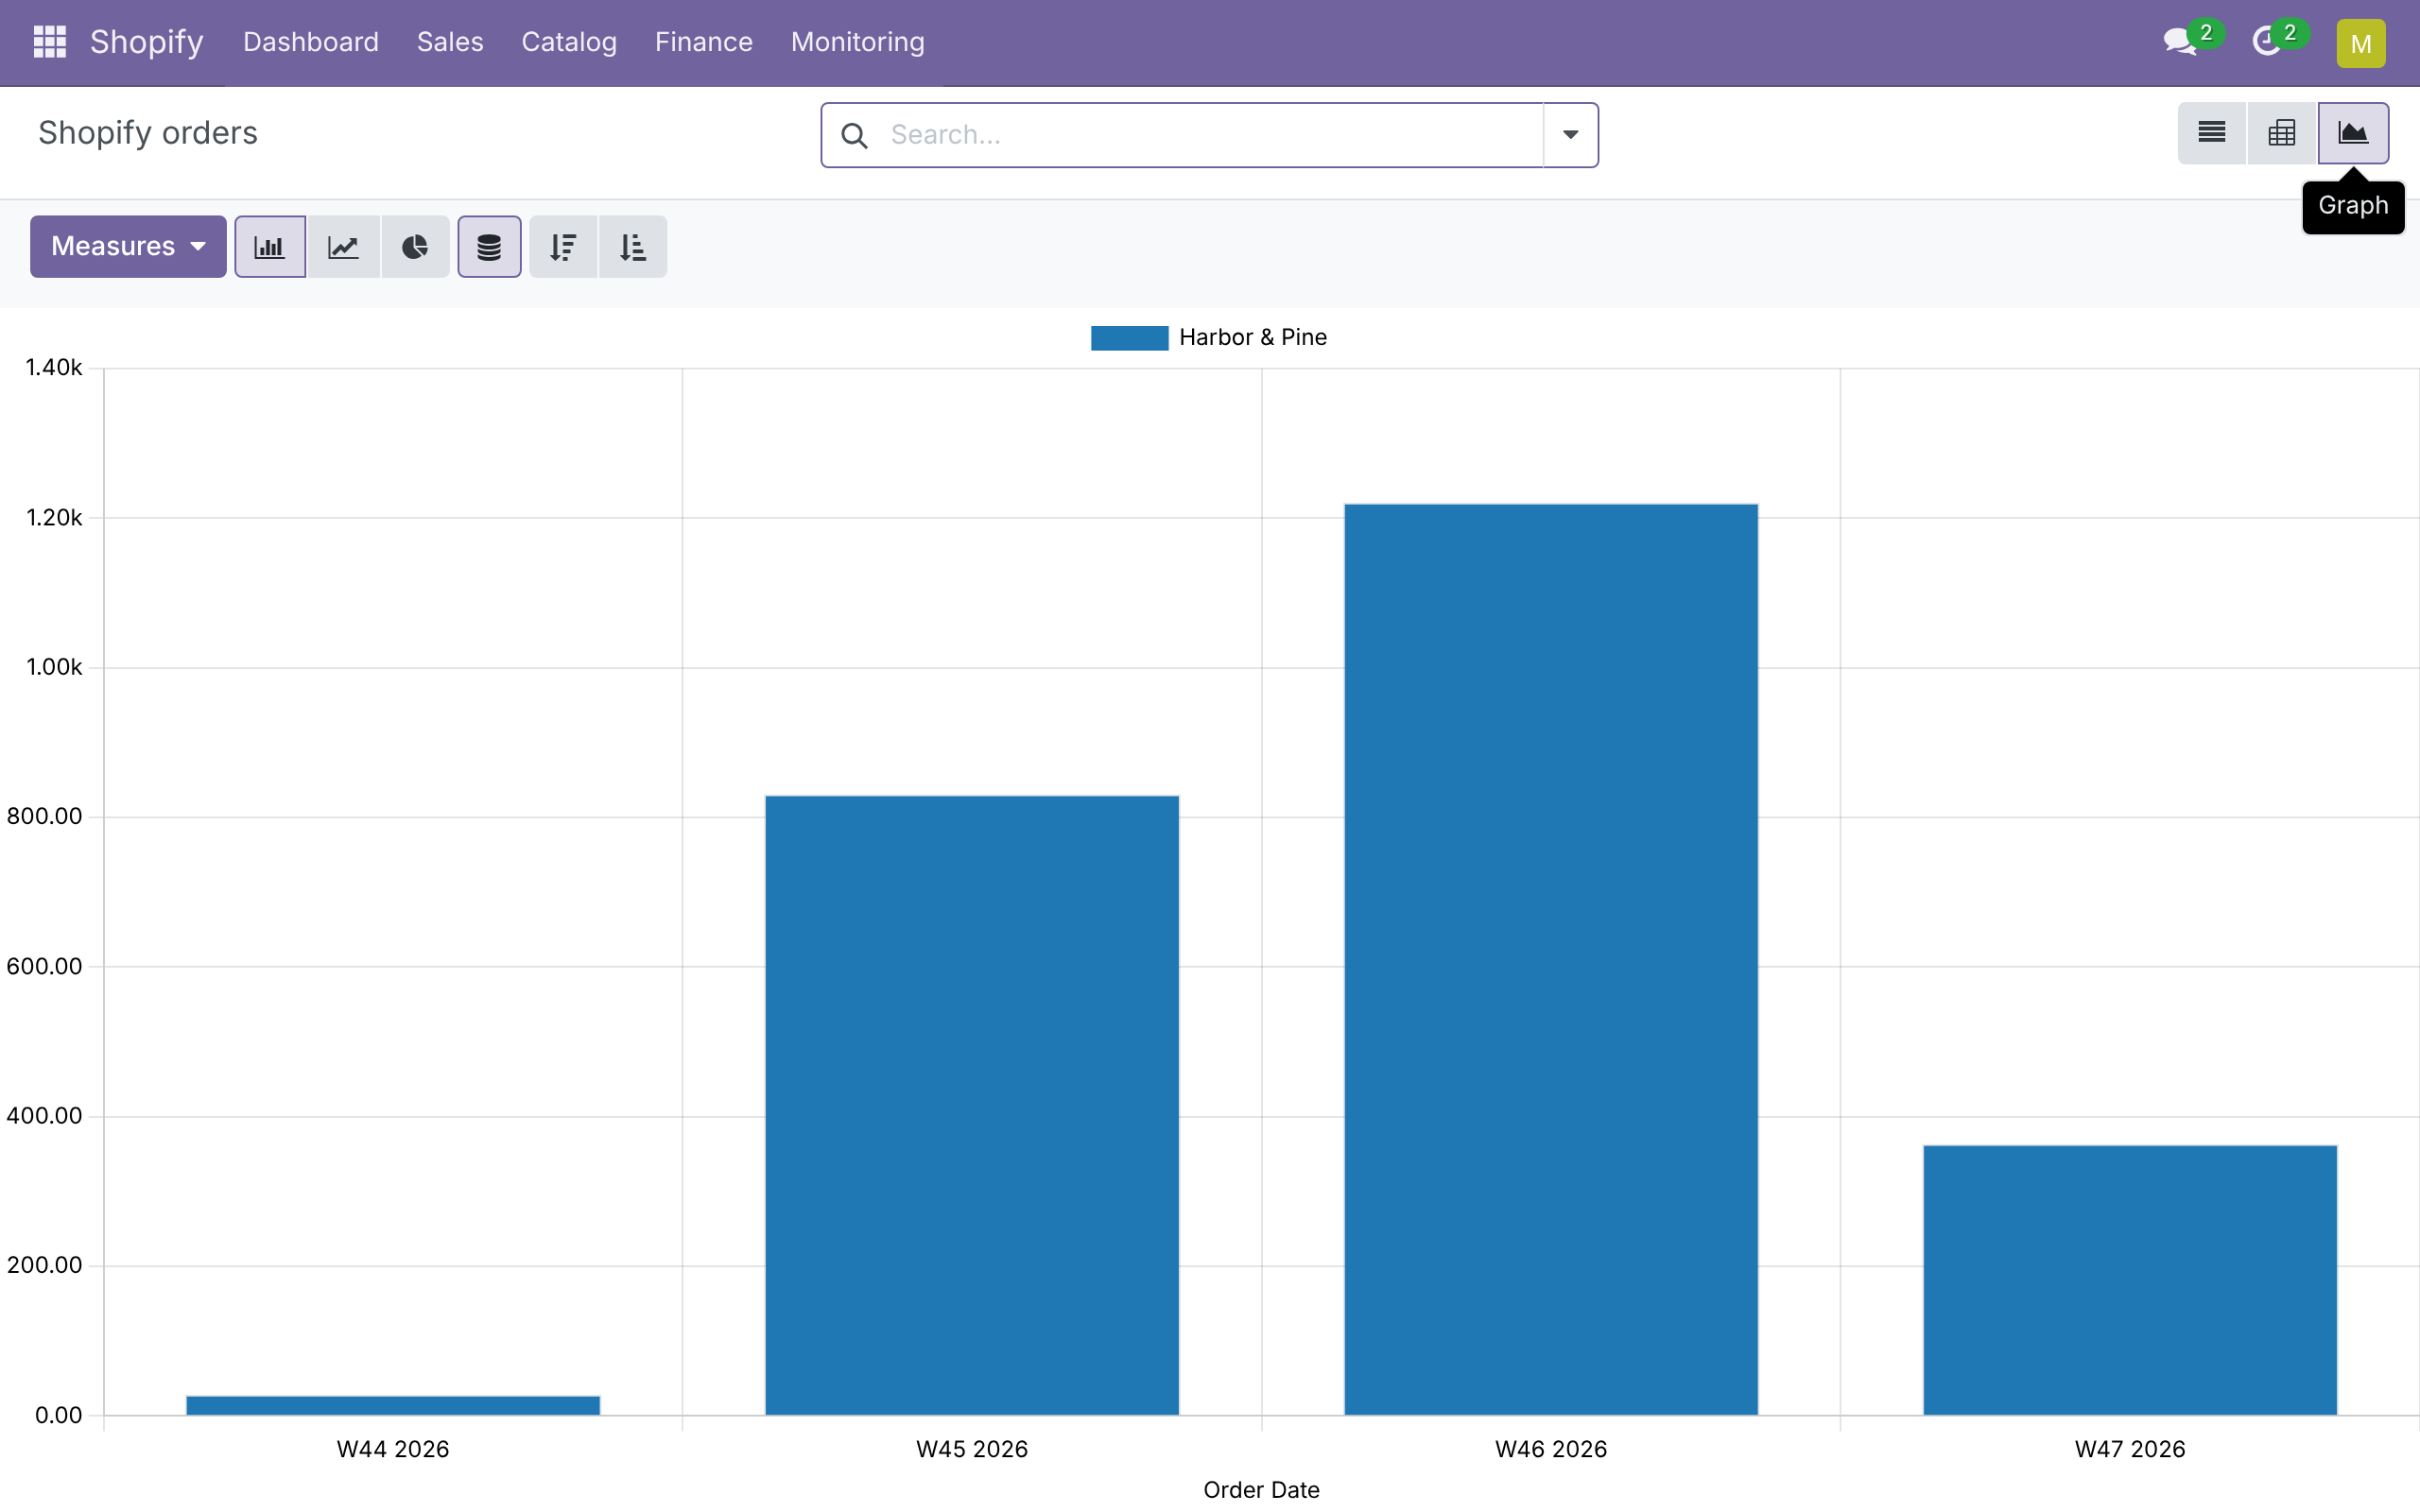 Shopify Dashboard Sales Catalog Finance Monitoring 2 2 M
Shopify orders Search...
Graph
Measures
Harbor & Pine
1.40k
1.20k
1.00k
800.00
600.00
400.00
200.00
0.00
W44 2026 W45 2026 W46 2026 W47 2026
Order Date